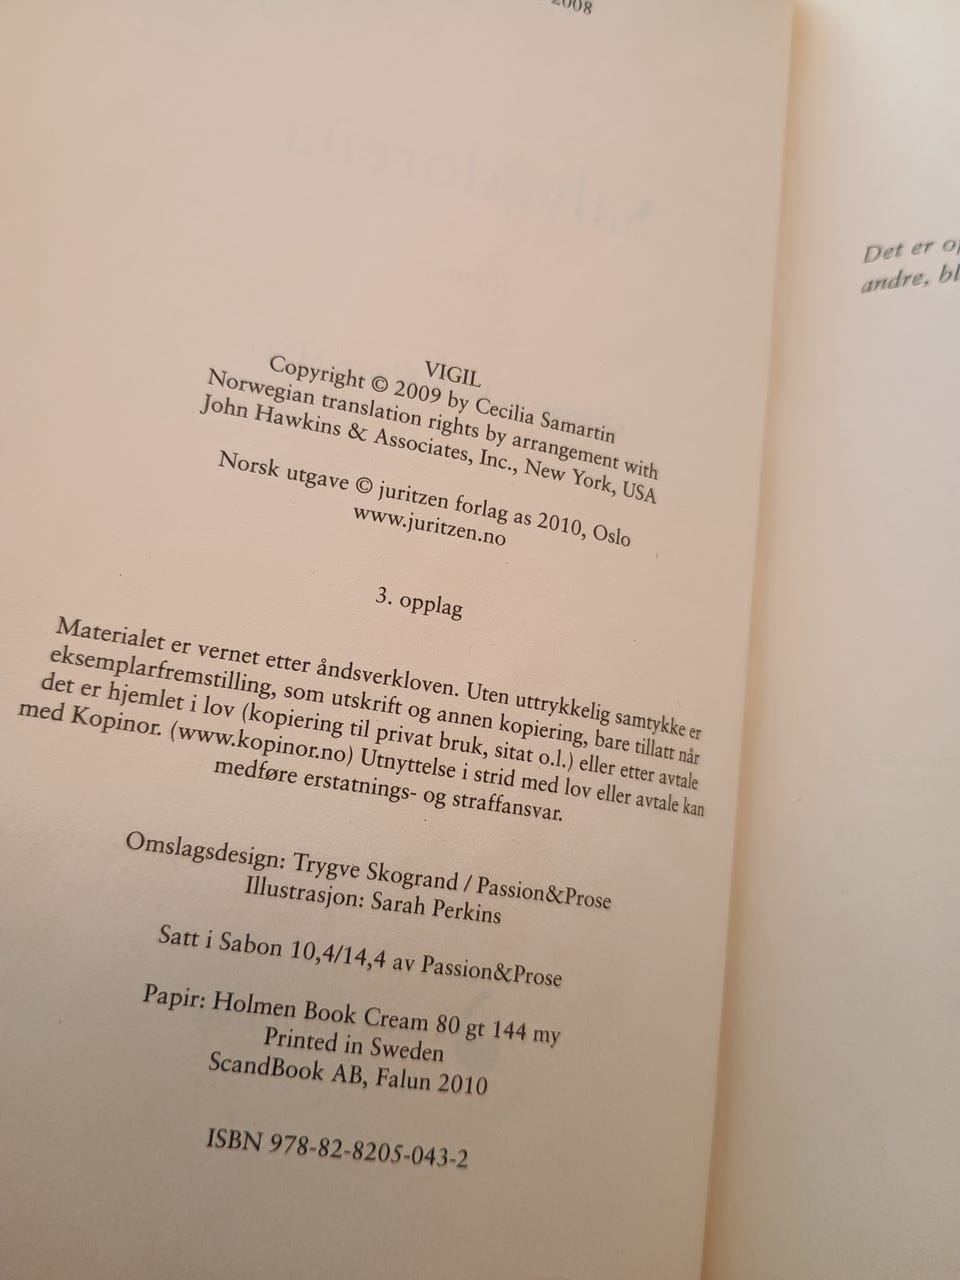 2008
VIGIL
Copyright © 2009 by Cecilia Samartin
Norwegian translation rights by arrangement with
John Hawkins & Associates, Inc., New York, USA
Norsk utgave © juritzen forlag as 2010, Oslo
www.juritzen.no
3. opplag
Materialet er vernet etter åndsverkloven. Uten uttrykkelig samtykke er
eksemplarfremstilling, som utskrift og annen kopiering, bare tillatt når
det er hjemlet i lov (kopiering til privat bruk, sitat o.l.) eller etter avtale
med Kopinor. (www.kopinor.no) Utnyttelse i strid med lov eller avtale kan
medføre erstatnings- og straffansvar.
Omslagsdesign: Trygve Skogrand / Passion&Prose
Illustrasjon: Sarah Perkins
Satt i Sabon 10,4/14,4 av Passion&Prose
Papir: Holmen Book Cream 80 gt 144 my
Printed in Sweden
ScandBook AB, Falun 2010
ISBN 978-82-8205-043-2
Det er
andre,